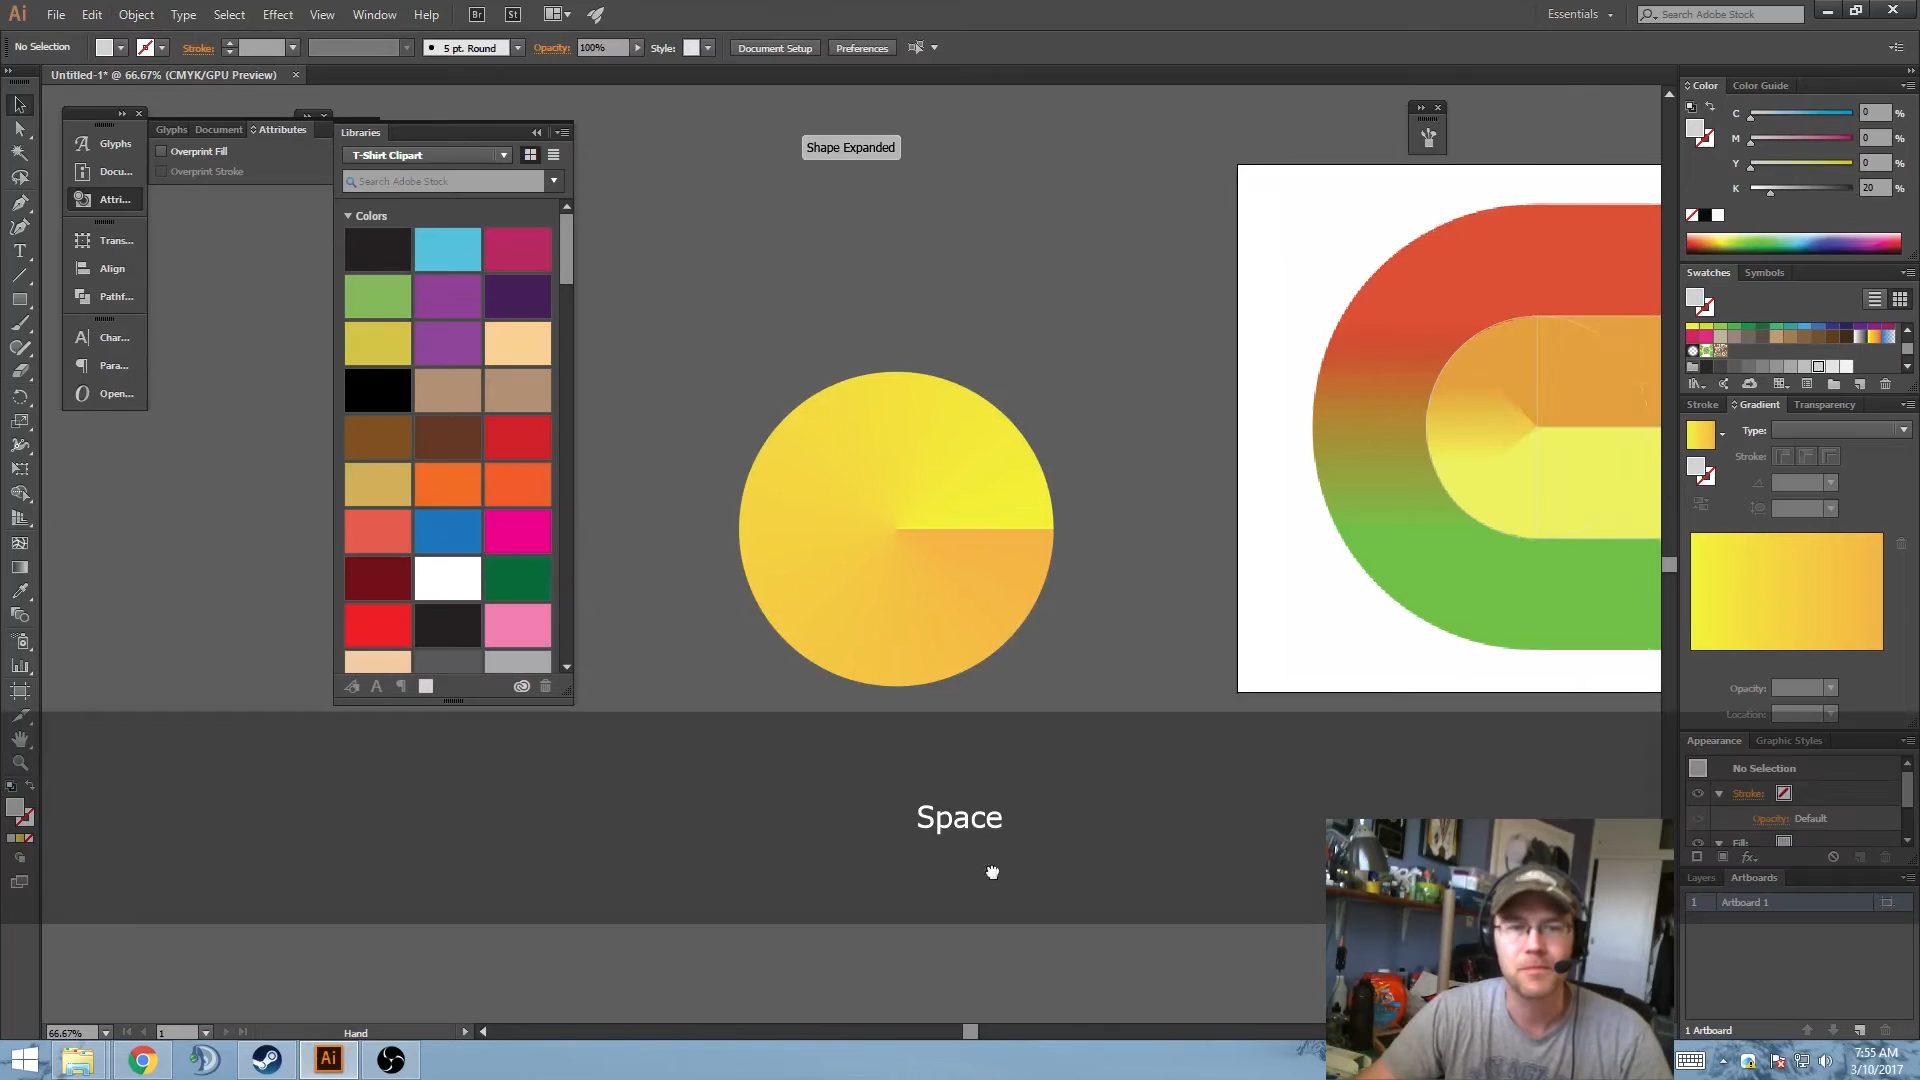 Ai File Edit Object Type Select Effect View Window Help Br St Essentials Search Adobe Stock
No Selection Stroke: 5 pt. Round Opacity: 100% Style: Document Setup Preferences
Untitled-1* @ 66.67% (CMYK/GPU Preview)
Glyphs
Docu...
Attri...
Trans...
Align
Pathf...
Char...
Para...
Open...
Glyphs Document Attributes
Overprint Fill
Overprint Stroke
Libraries
T-Shirt Clipart
Search Adobe Stock
Colors
Shape Expanded
Space
Color Color Guide
C 0 %
M 0 %
Y 0 %
K 20 %
Swatches Symbols
Stroke Gradient Transparency
Type:
Stroke:
Opacity:
Location:
Appearance Graphic Styles
No Selection
Stroke:
Opacity: Default
Fill:
Layers Artboards
1 Artboard 1
1 Artboard
66.67% 1 Hand
Ai
7:55 AM
3/10/2017